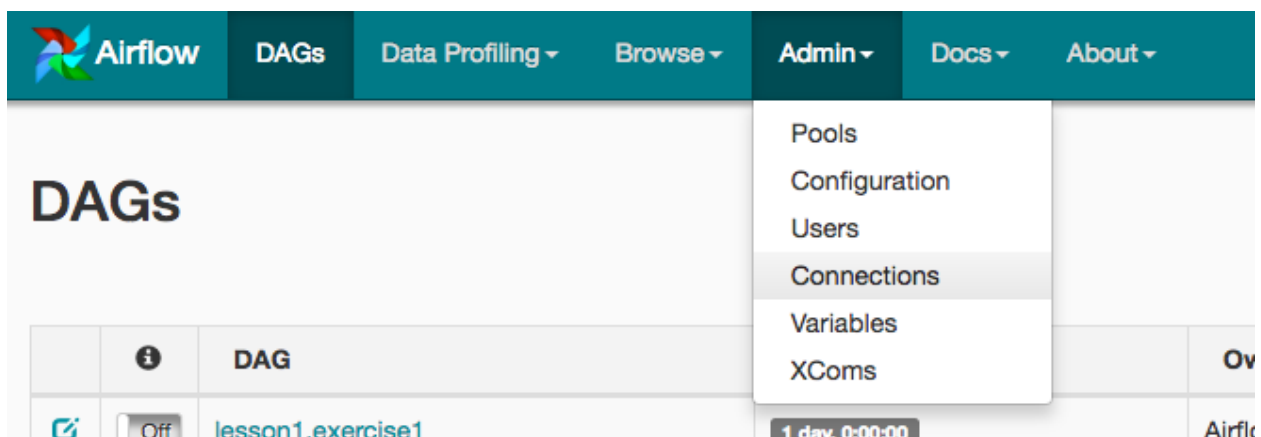 Airflow DAGs Data Profiling Browse Admin Docs About
Pools
Configuration
Users
Connections
Variables
XComs
DAGs
DAG
Off lesson1.exercise1 1 day, 0:00:00